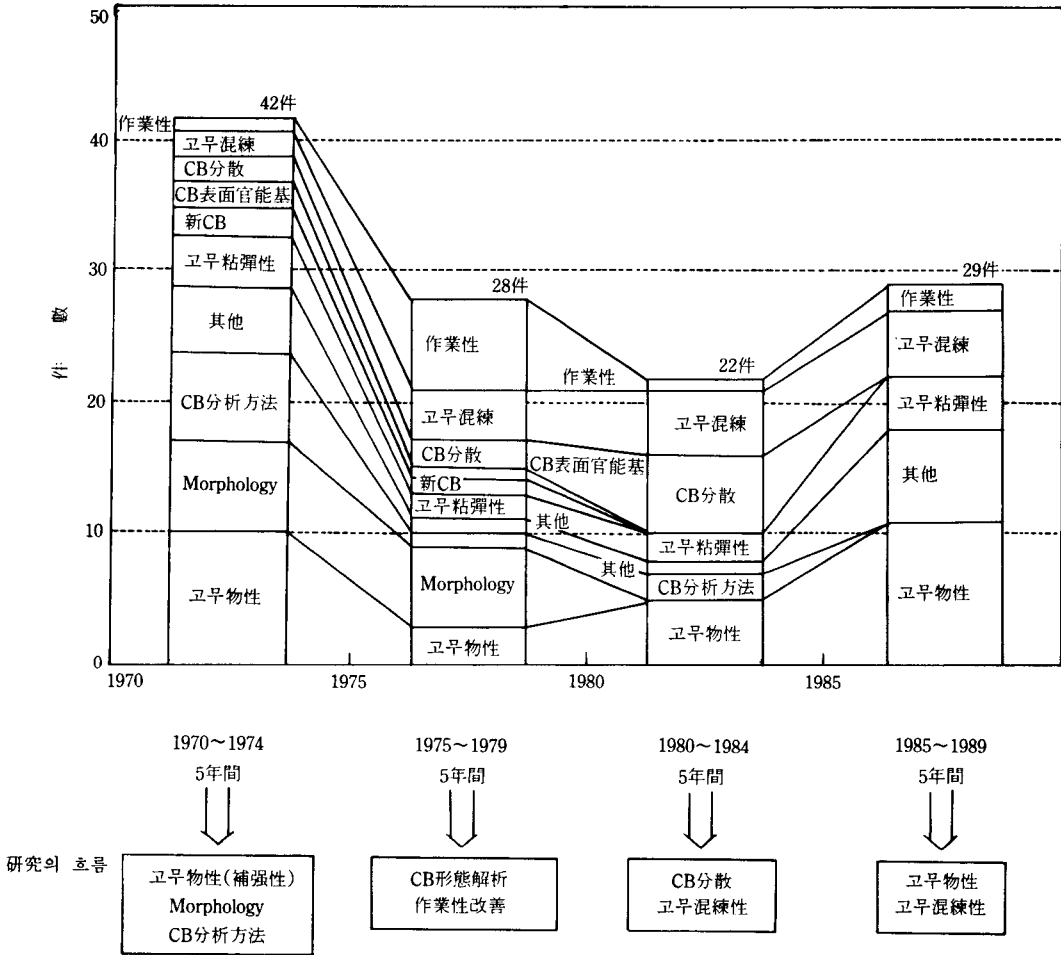 50
40
30
20
10
0
件 數
1970
1975
1980
1985
42件
作業性
고무混練
CB分散
CB表面官能基
新CB
고무粘彈性
其他
CB分析方法
Morphology
고무物性
28件
作業性
고무混練
CB分散
新CB
고무粘彈性
Morphology
고무物性
作業性
CB表面官能基
其他
其他
22件
고무混練
CB分散
고무粘彈性
CB分析方法
고무物性
29件
作業性
고무混練
고무粘彈性
其他
고무物性
1970～1974
5年間
1975～1979
5年間
1980～1984
5年間
1985～1989
5年間
研究의 흐름
고무物性(補强性)
Morphology
CB分析方法
CB形態解析
作業性改善
CB分散
고무混練性
고무物性
고무混練性